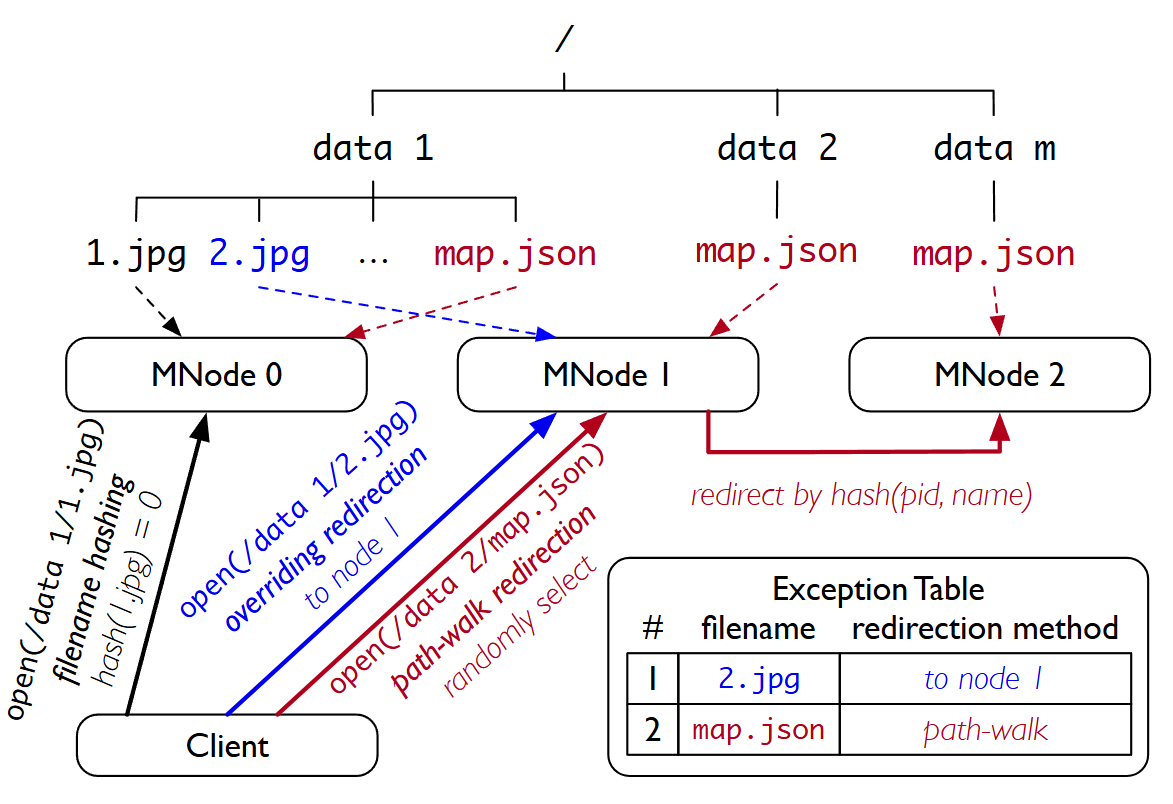 /
data 1 data 2 data m
1.jpg 2.jpg ... map.json map.json map.json
MNode 0 MNode 1 MNode 2
open(/data 1/1.jpg)
filename hashing
hash(1.jpg) = 0
open(/data 1/2.jpg)
overriding redirection
to node 1
open(/data 2/map.json)
path-walk redirection
randomly select
redirect by hash(pid, name)
Client
Exception Table
# filename redirection method
1 2.jpg to node 1
2 map.json path-walk